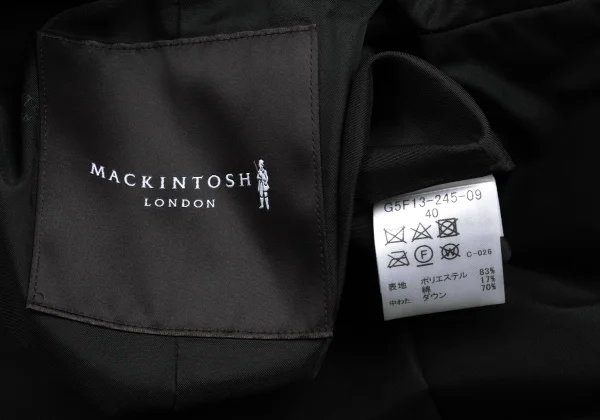 MACKINTOSH
LONDON
G5F13-245-09
40
F W C-026
表地 ポリエステル 83%
綿 17%
中わた ダウン 70%